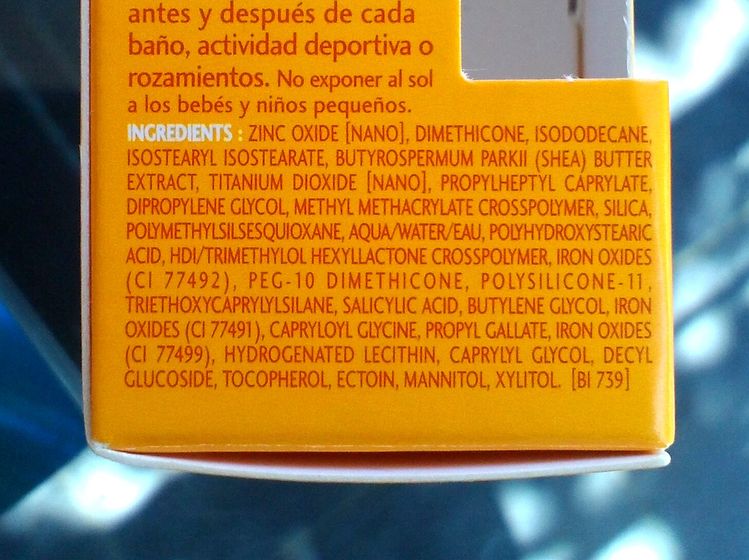 antes y después de cada
baño, actividad deportiva o
rozamientos. No exponer al sol
a los bebés y niños pequeños.
INGREDIENTS : ZINC OXIDE [NANO], DIMETHICONE, ISODODECANE,
ISOSTEARYL ISOSTEARATE, BUTYROSPERMUM PARKII (SHEA) BUTTER
EXTRACT, TITANIUM DIOXIDE [NANO], PROPYLHEPTYL CAPRYLATE,
DIPROPYLENE GLYCOL, METHYL METHACRYLATE CROSSPOLYMER, SILICA,
POLYMETHYLSILSESQUIOXANE, AQUA/WATER/EAU, POLYHYDROXYSTEARIC
ACID, HDI/TRIMETHYLOL HEXYLLACTONE CROSSPOLYMER, IRON OXIDES
(CI 77492), PEG-10 DIMETHICONE, POLYSILICONE-11,
TRIETHOXYCAPRYLYLSILANE, SALICYLIC ACID, BUTYLENE GLYCOL, IRON
OXIDES (CI 77491), CAPRYLOYL GLYCINE, PROPYL GALLATE, IRON OXIDES
(CI 77499), HYDROGENATED LECITHIN, CAPRYLYL GLYCOL, DECYL
GLUCOSIDE, TOCOPHEROL, ECTOIN, MANNITOL, XYLITOL. [BI 739]